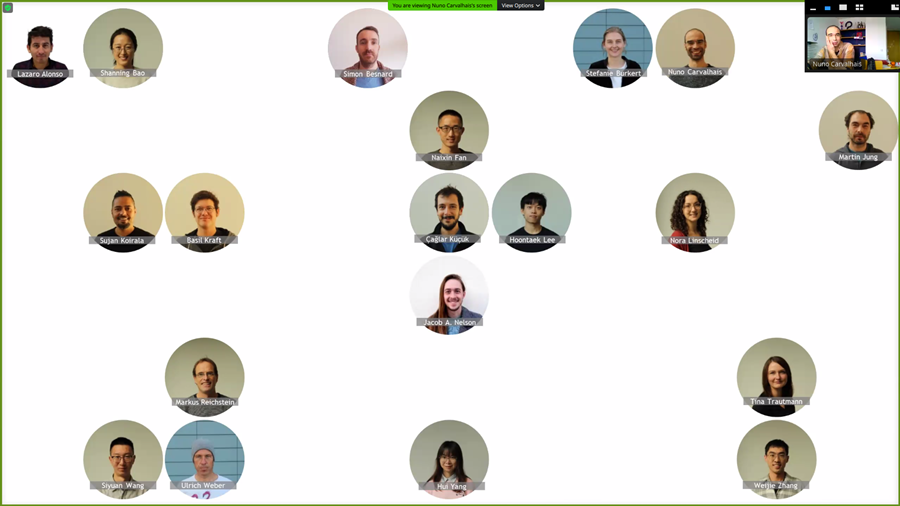 You are viewing Nuno Carvalhais's screen
View Options
Lazaro Alonso
Shanning Bao
Simon Besnard
Stefanie Burkert
Nuno Carvalhais
Nuno Carvalhais
Naixin Fan
Martin Jung
Sujan Koirala
Basil Kraft
Çağlar Küçük
Hoontaek Lee
Nora Linscheid
Jacob A. Nelson
Markus Reichstein
Tina Trautmann
Siyuan Wang
Ulrich Weber
Hui Yang
Weijie Zhang